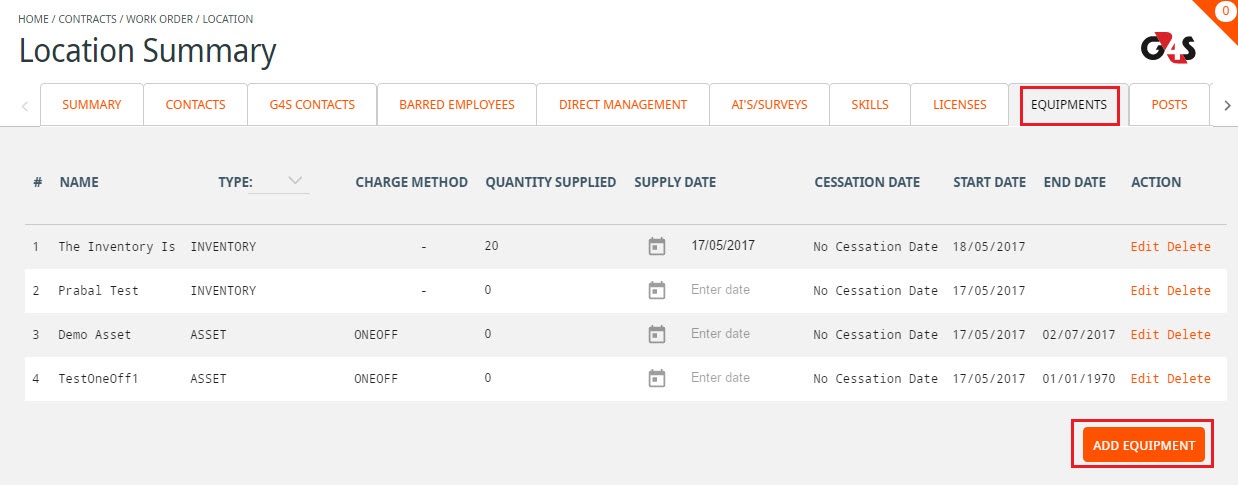 0
HOME / CONTRACTS / WORK ORDER / LOCATION
Location Summary
G4S
SUMMARY CONTACTS G4S CONTACTS BARRED EMPLOYEES DIRECT MANAGEMENT AI'S/SURVEYS SKILLS LICENSES EQUIPMENTS POSTS
# NAME TYPE: CHARGE METHOD QUANTITY SUPPLIED SUPPLY DATE CESSATION DATE START DATE END DATE ACTION
1 The Inventory Is INVENTORY - 20 17/05/2017 No Cessation Date 18/05/2017 Edit Delete
2 Prabal Test INVENTORY - 0 Enter date No Cessation Date 17/05/2017 Edit Delete
3 Demo Asset ASSET ONEOFF 0 Enter date No Cessation Date 17/05/2017 02/07/2017 Edit Delete
4 TestOneOff1 ASSET ONEOFF 0 Enter date No Cessation Date 17/05/2017 01/01/1970 Edit Delete
ADD EQUIPMENT